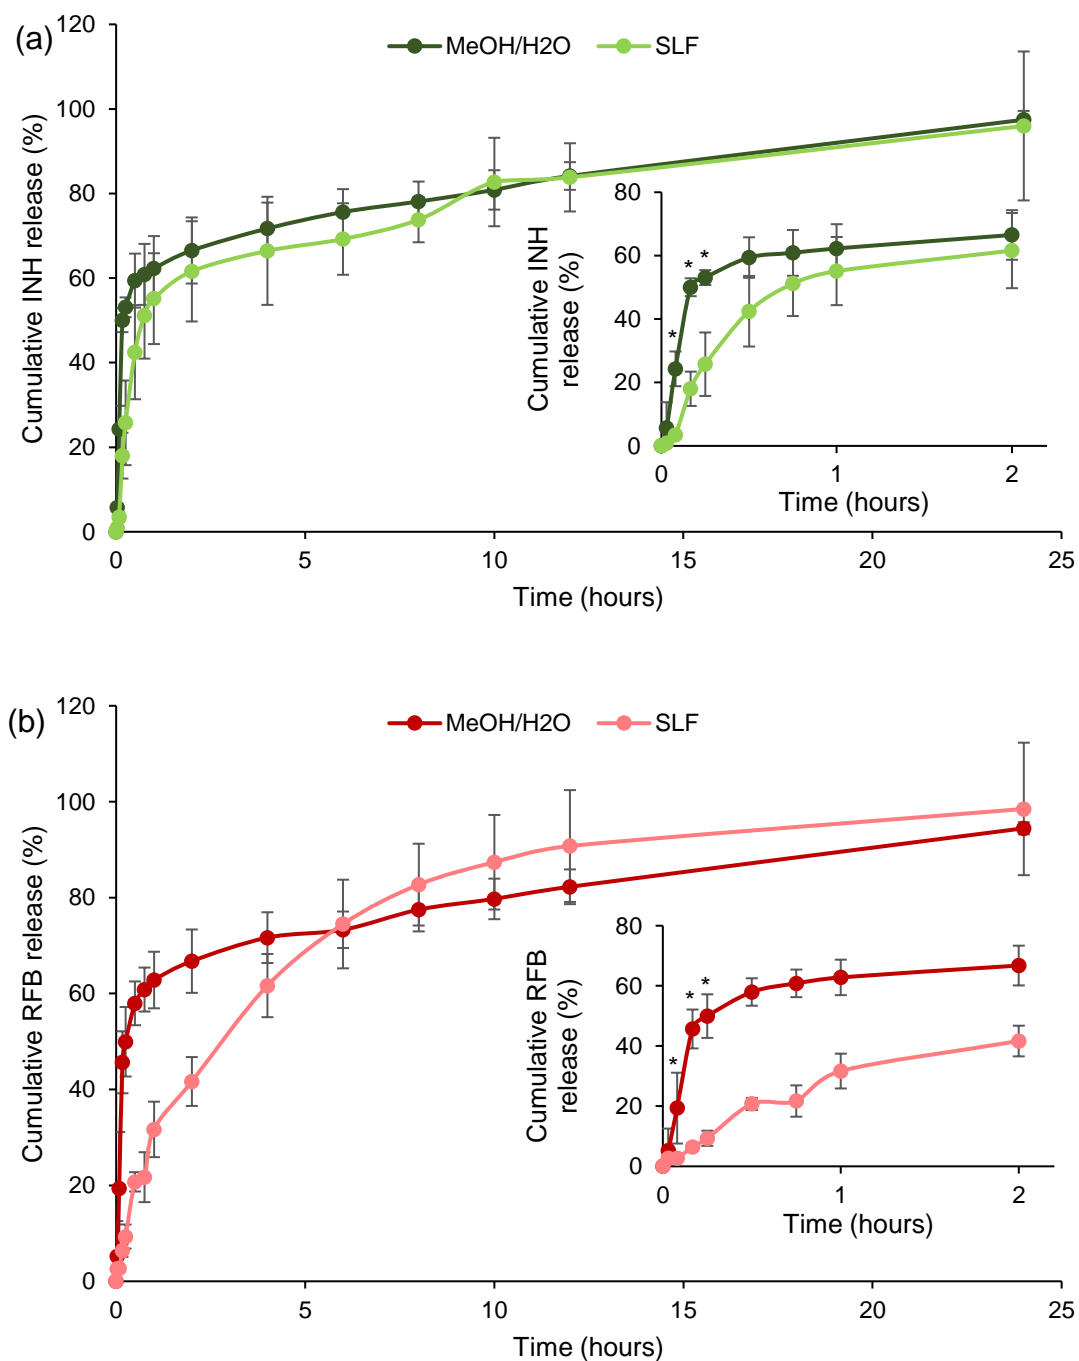 (a)
MeOH/H2O SLF
120
100
80
60
40
20
0
Cumulative INH release (%)
0 5 10 15 20 25
Time (hours)
80
60
40
20
0
Cumulative INH
release (%)
* * *
0 1 2
Time (hours)
(b)
MeOH/H2O SLF
120
100
80
60
40
20
0
Cumulative RFB release (%)
0 5 10 15 20 25
Time (hours)
80
60
40
20
0
Cumulative RFB
release (%)
* * *
0 1 2
Time (hours)